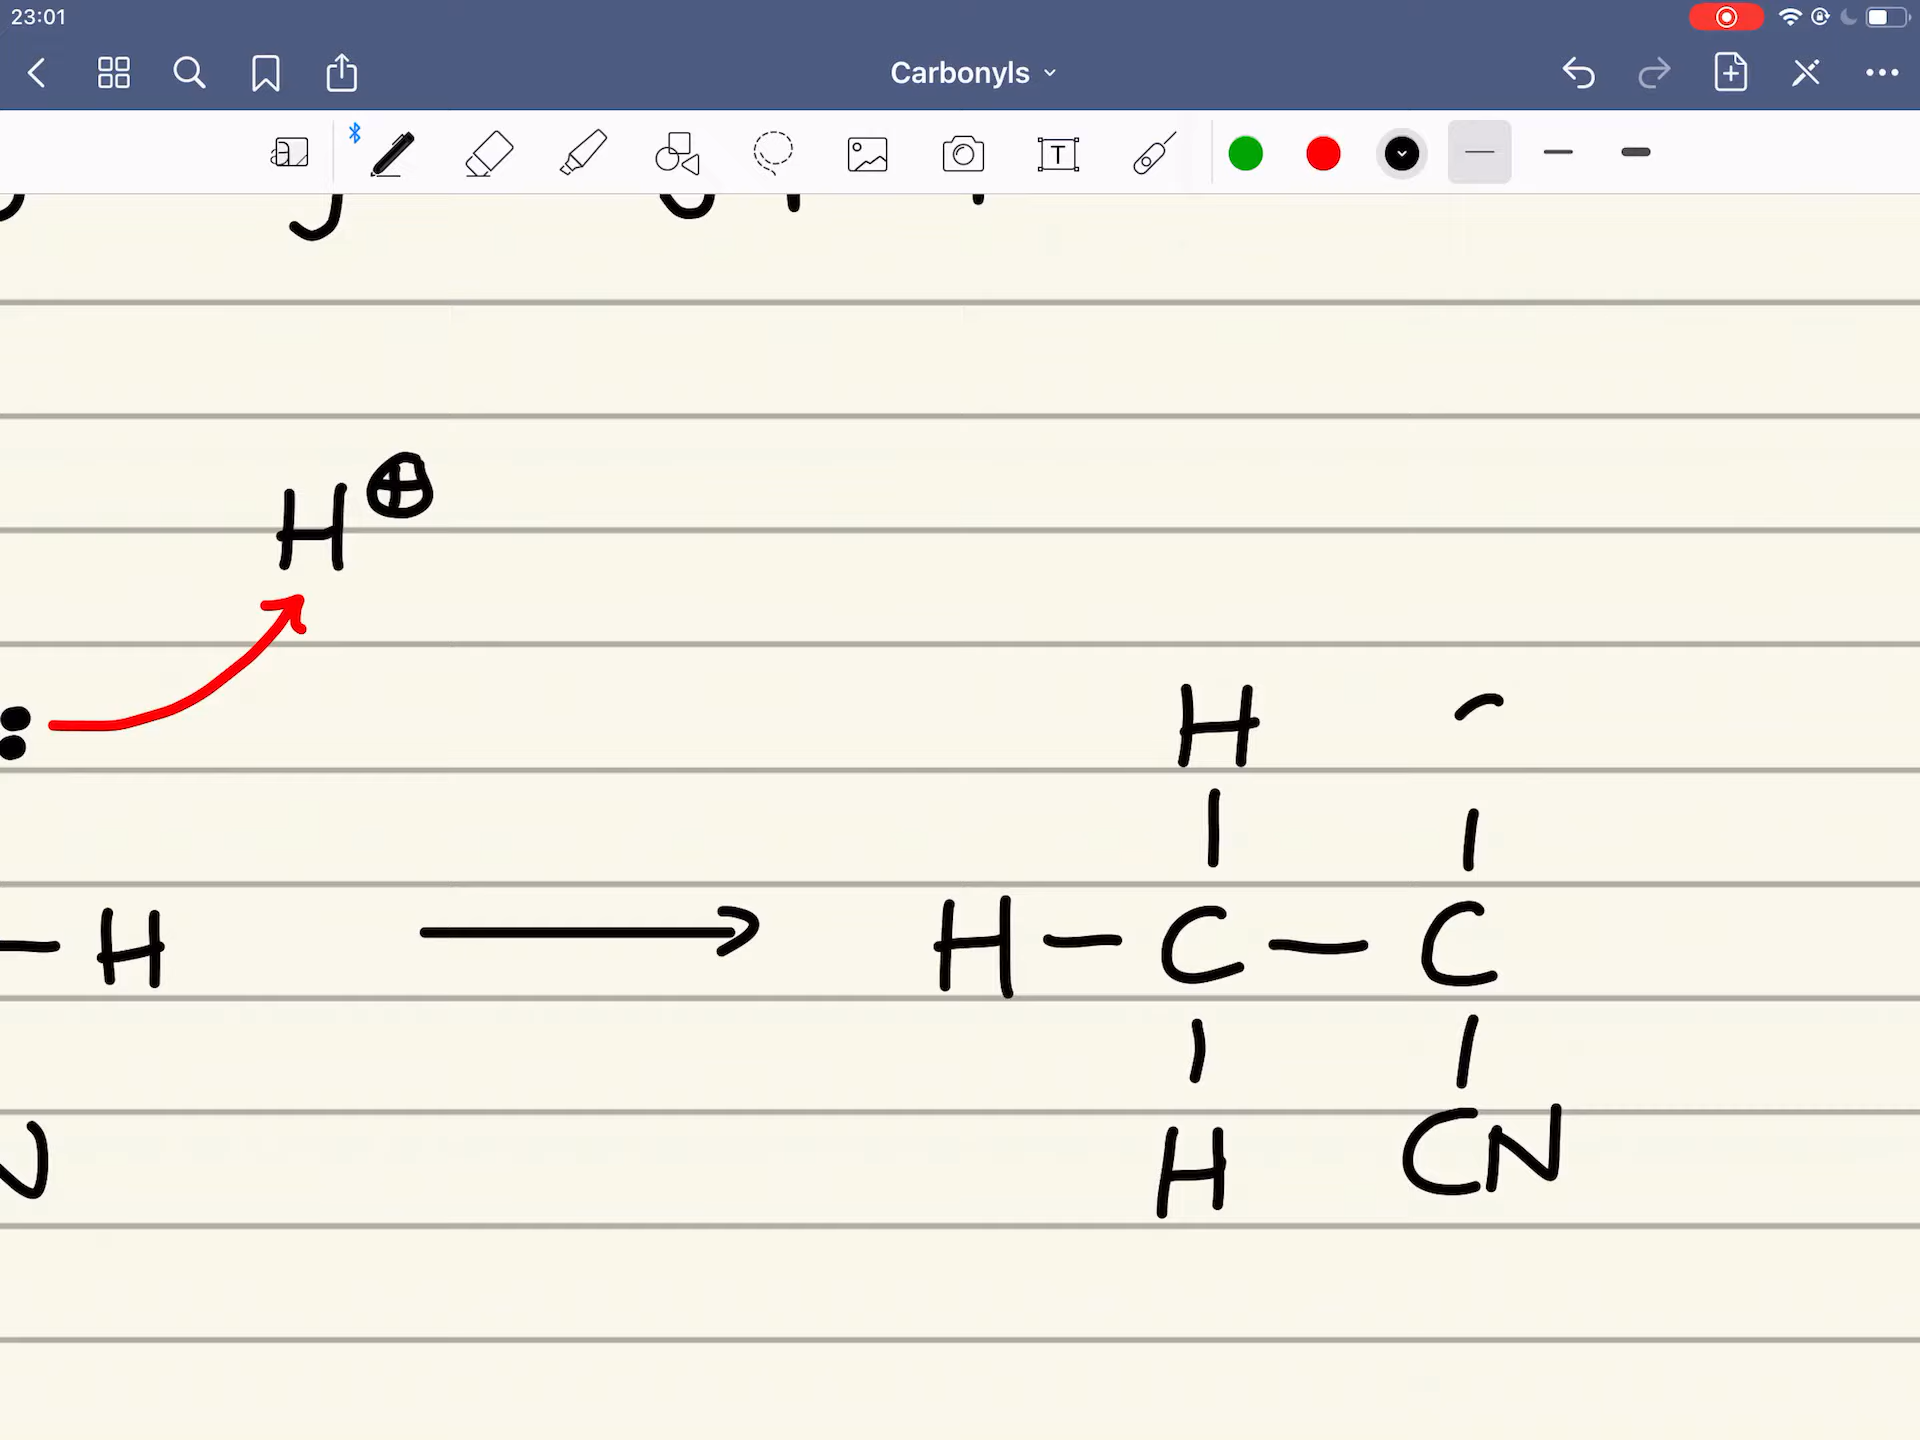 23:01
Carbonyls
a
T
H⊕
H C
H – C – C
– H
H CN